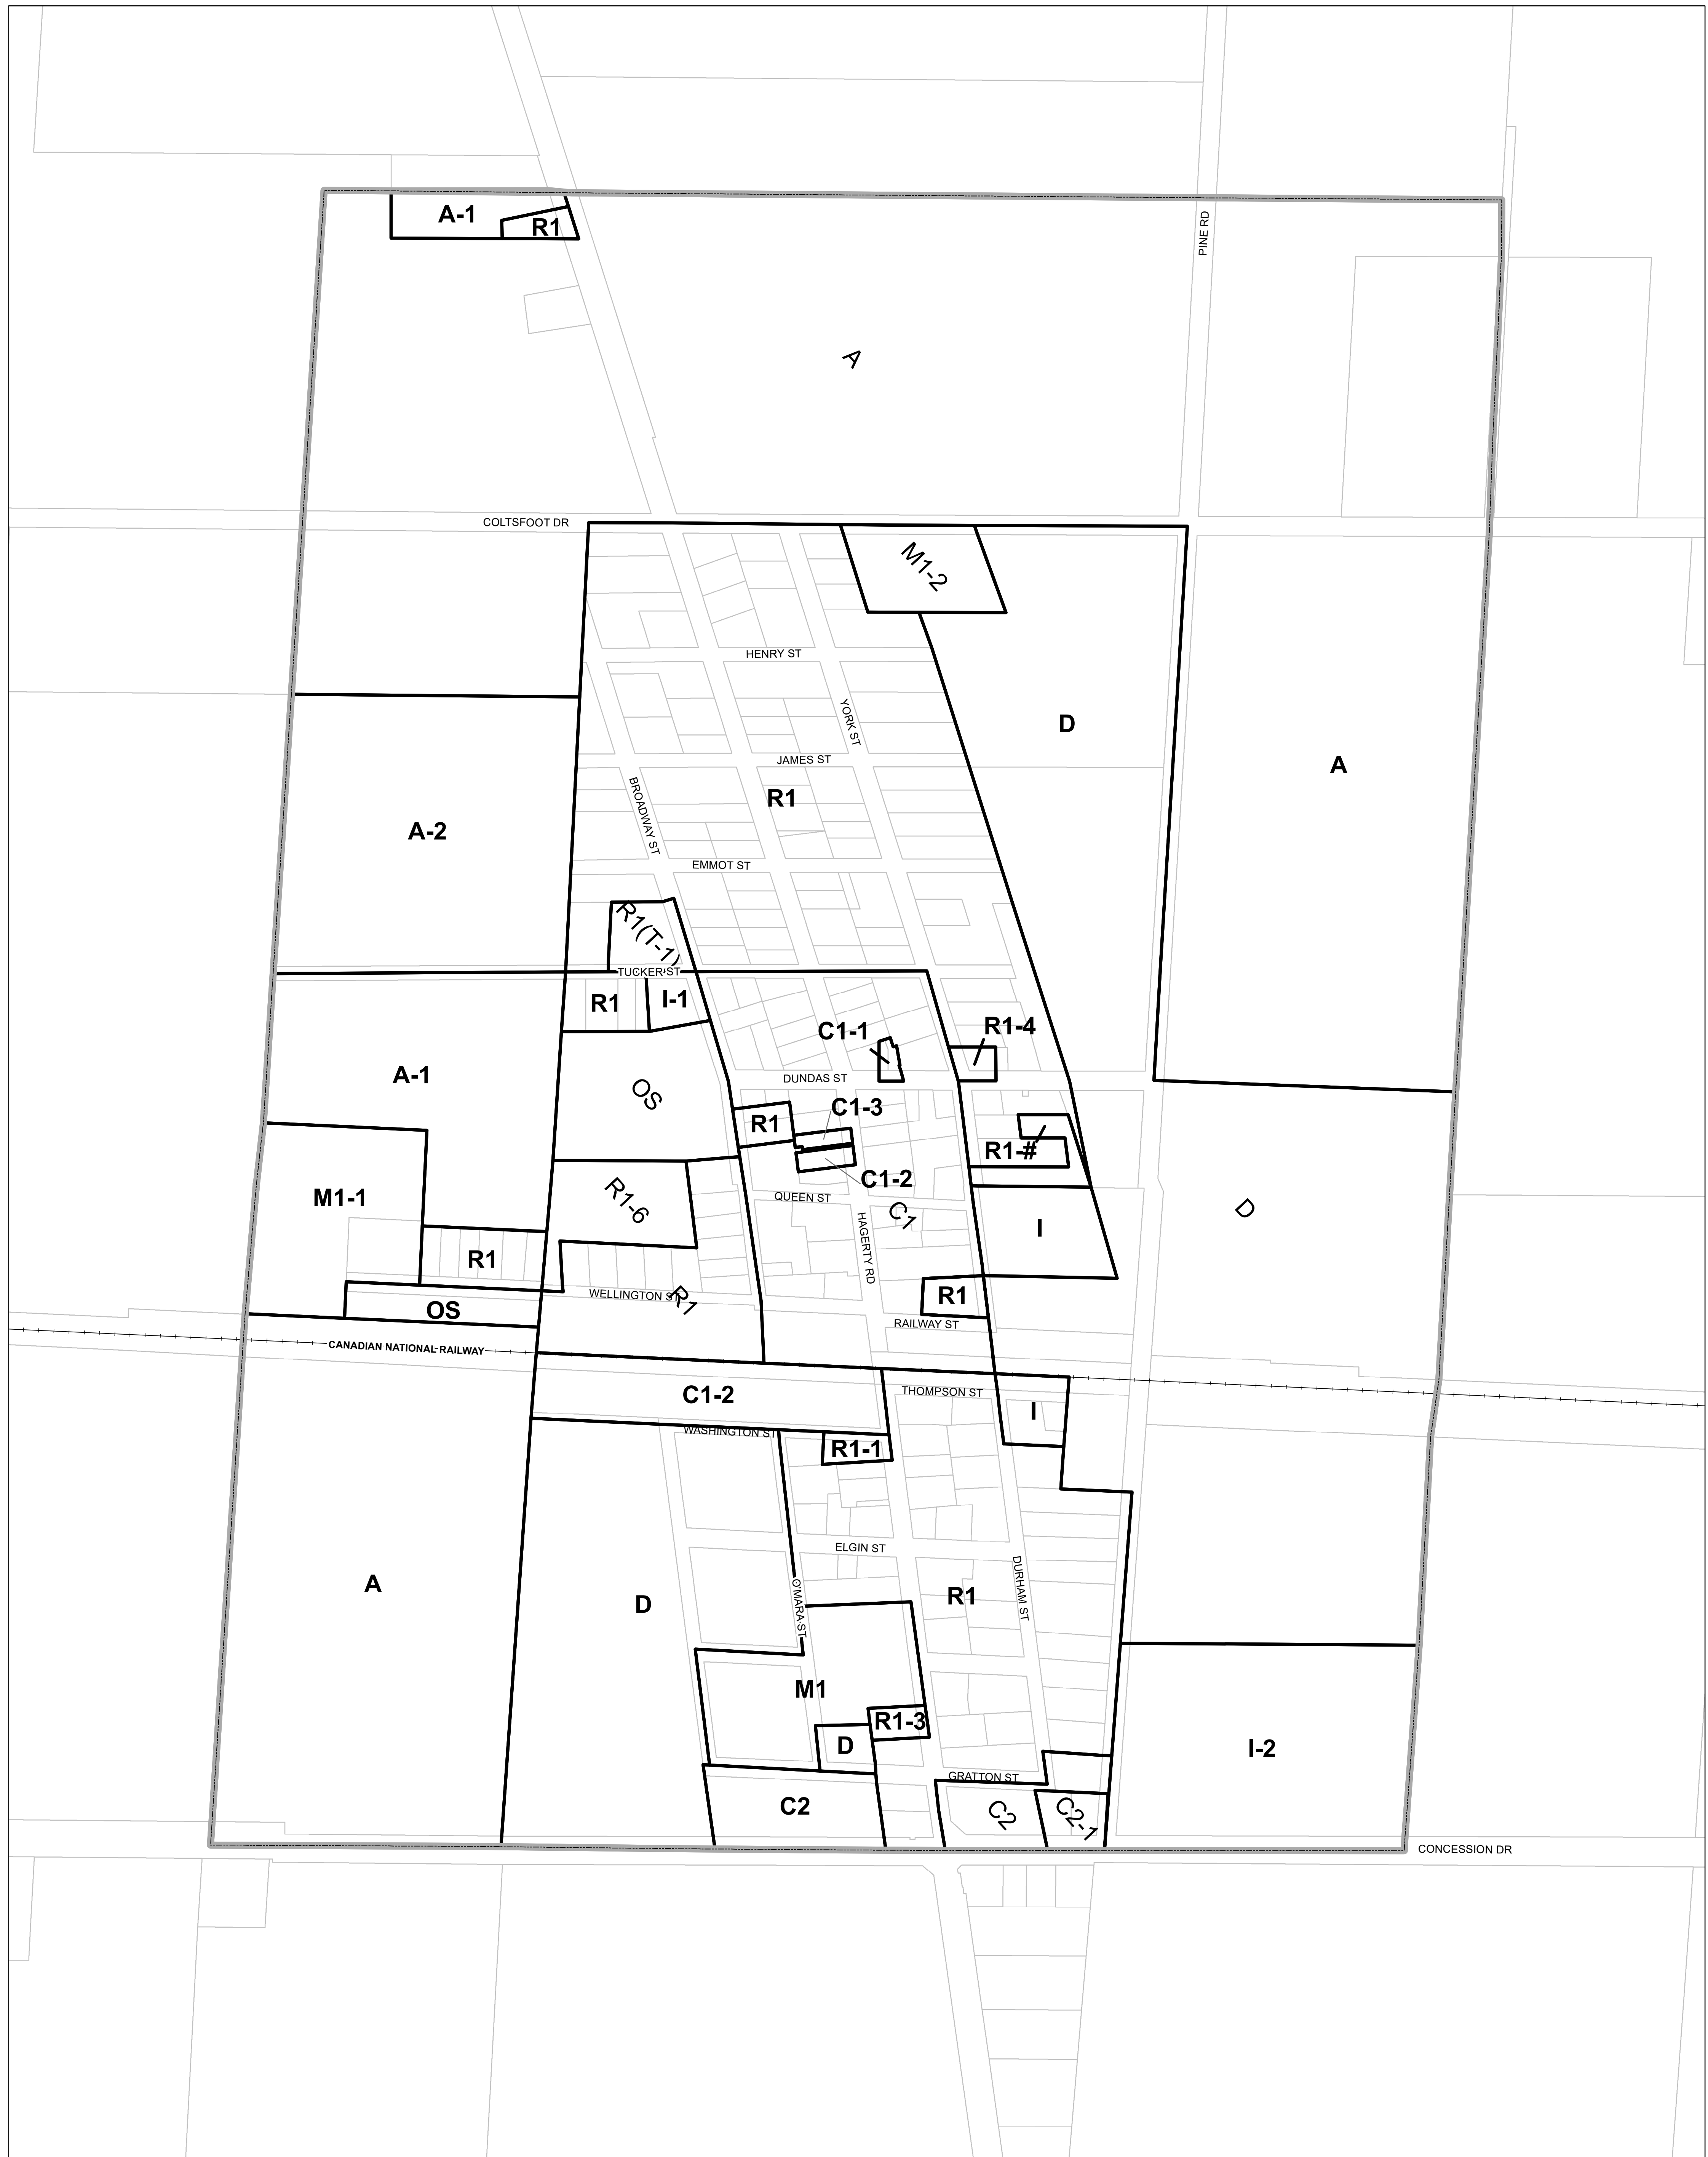 A-1
R1
PINE RD
A
COLTSFOOT DR
M1-2
HENRY ST
YORK ST
D
JAMES ST
A
R1
BROADWAY ST
A-2
EMMOT ST
R1(T-1)
TUCKER ST
R1
I-1
C1-1
R1-4
A-1
DUNDAS ST
OS
C1-3
R1
R1-#
C1-2
M1-1
R1-6
QUEEN ST
C1
D
I
HAGERTY RD
R1
WELLINGTON ST
R1
R1
OS
RAILWAY ST
CANADIAN NATIONAL RAILWAY
C1-2
THOMPSON ST
I
WASHINGTON ST
R1-1
ELGIN ST
A
D
O'MARA ST
R1
DURHAM ST
M1
R1-3
D
I-2
GRATTON ST
C2
C2
C2-1
CONCESSION DR